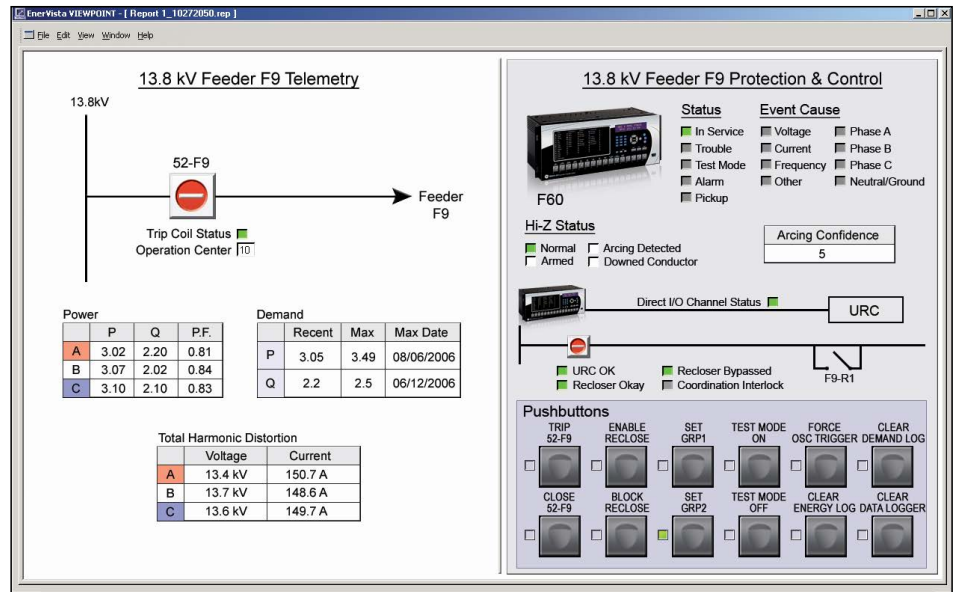 EnerVista VIEWPOINT - [ Report 1_10272050.rep ]
File Edit View Window Help
13.8 kV Feeder F9 Telemetry
13.8kV
52-F9
Feeder
F9
Trip Coil Status
Operation Center 10
Power
P Q P.F.
A 3.02 2.20 0.81
B 3.07 2.02 0.84
C 3.10 2.10 0.83
Demand
Recent Max Max Date
P 3.05 3.49 08/06/2006
Q 2.2 2.5 06/12/2006
Total Harmonic Distortion
Voltage Current
A 13.4 kV 150.7 A
B 13.7 kV 148.6 A
C 13.6 kV 149.7 A
13.8 kV Feeder F9 Protection & Control
F60
Status
In Service
Trouble
Test Mode
Alarm
Pickup
Event Cause
Voltage Phase A
Current Phase B
Frequency Phase C
Other Neutral/Ground
Hi-Z Status
Normal Arcing Detected
Armed Downed Conductor
Arcing Confidence
5
Direct I/O Channel Status
URC
URC OK Recloser Bypassed
Recloser Okay Coordination Interlock
F9-R1
Pushbuttons
TRIP 52-F9
ENABLE RECLOSE
SET GRP1
TEST MODE ON
FORCE OSC TRIGGER
CLEAR DEMAND LOG
CLOSE 52-F9
BLOCK RECLOSE
SET GRP2
TEST MODE OFF
CLEAR ENERGY LOG
CLEAR DATA LOGGER